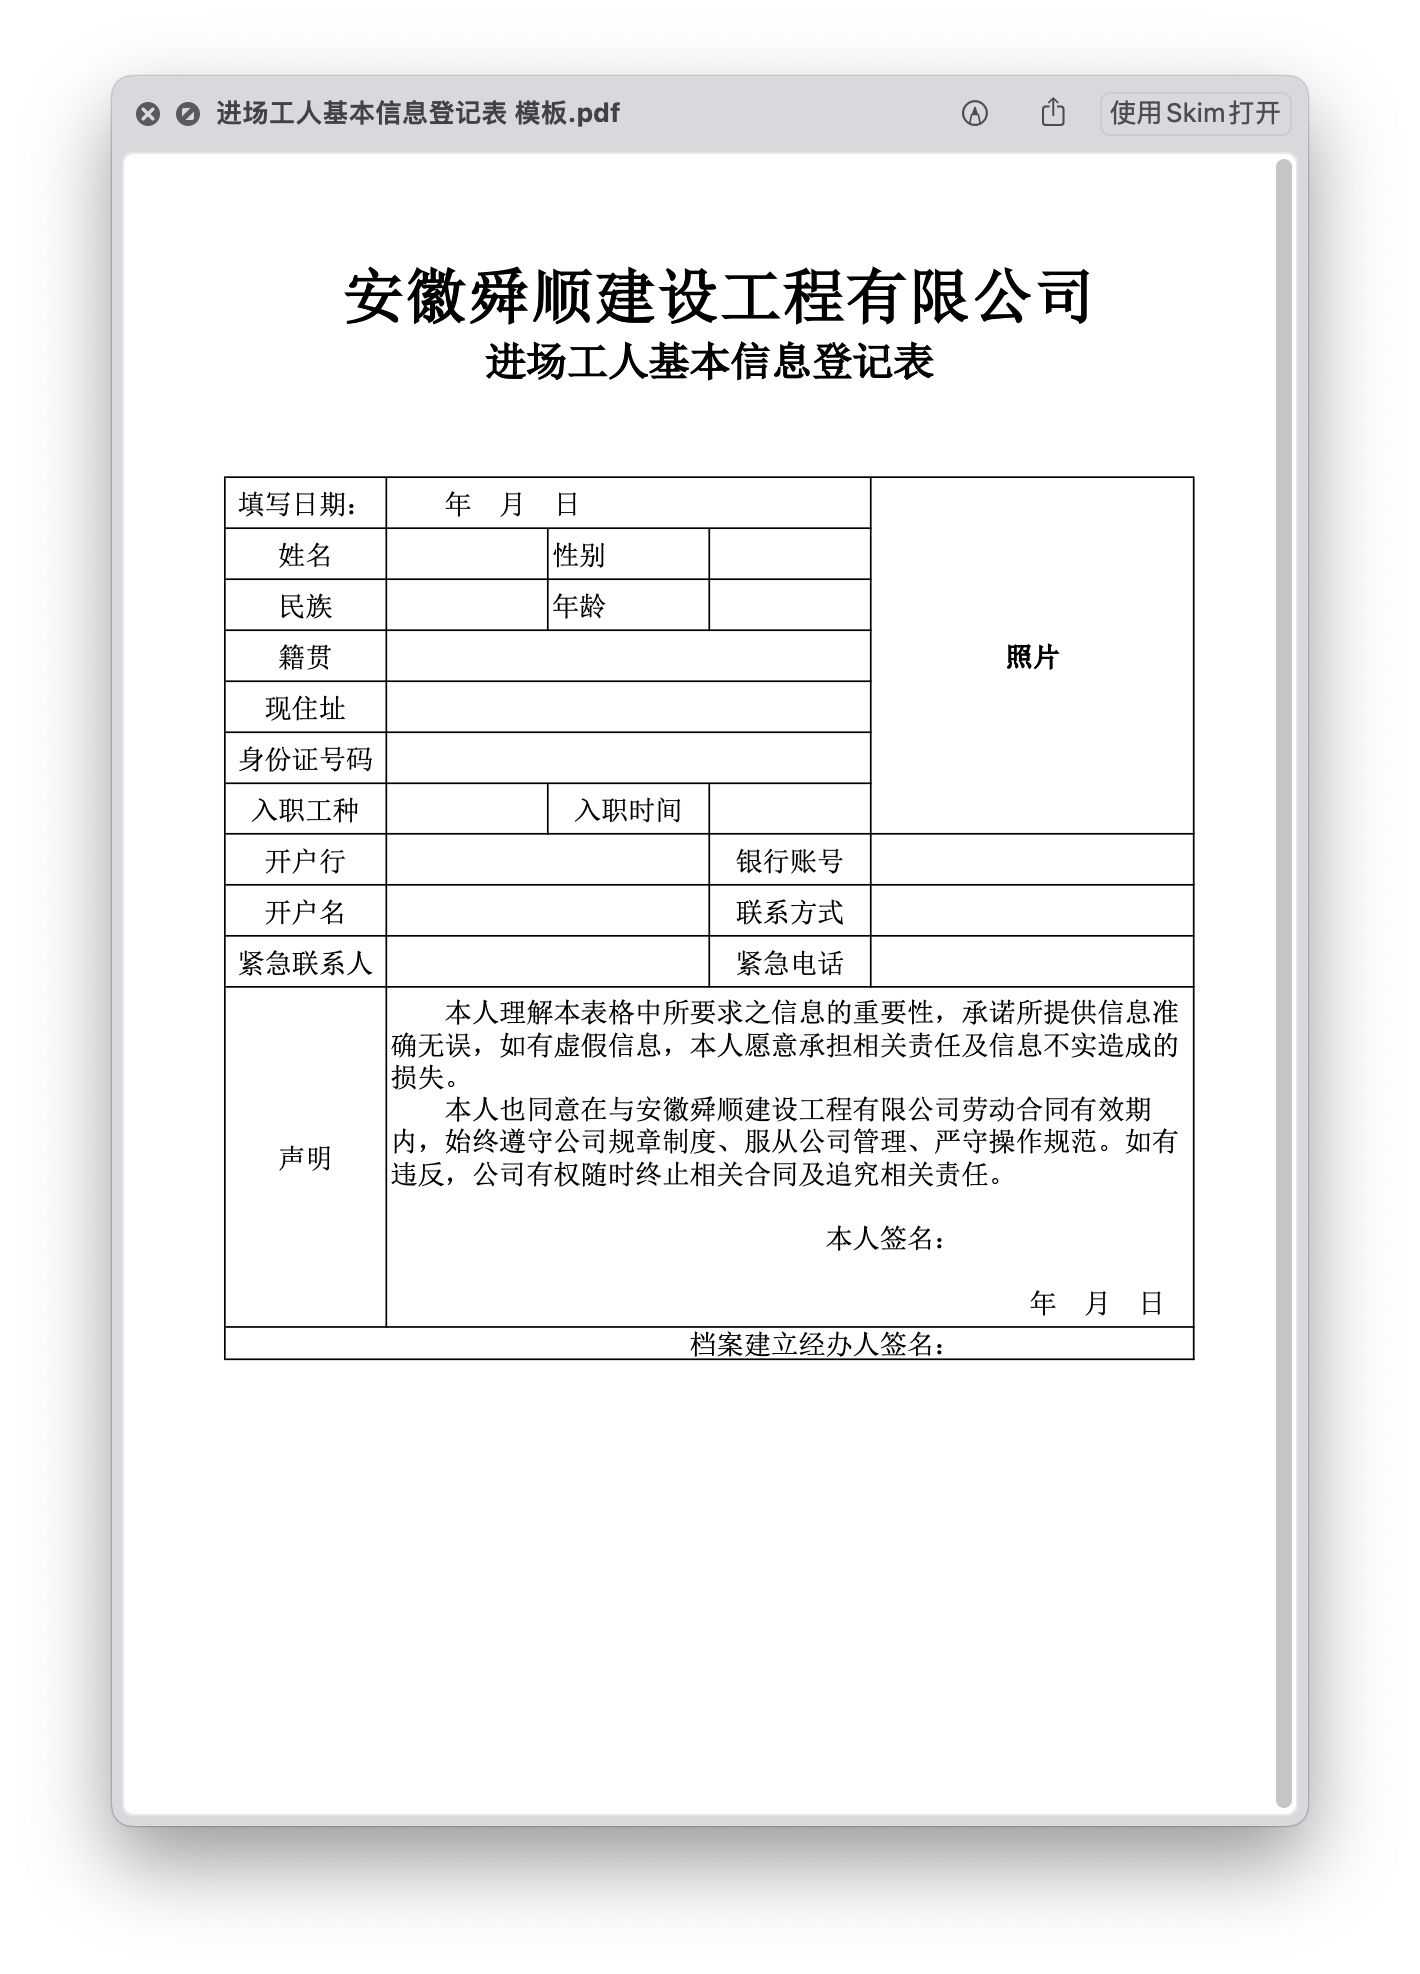 进场工人基本信息登记表 模板.pdf
使用Skim打开
安徽舜顺建设工程有限公司
进场工人基本信息登记表
填写日期： 年 月 日
姓名 性别
民族 年龄
籍贯
照片
现住址
身份证号码
入职工种 入职时间
开户行 银行账号
开户名 联系方式
紧急联系人 紧急电话
声明
本人理解本表格中所要求之信息的重要性，承诺所提供信息准
确无误，如有虚假信息，本人愿意承担相关责任及信息不实造成的
损失。
本人也同意在与安徽舜顺建设工程有限公司劳动合同有效期
内，始终遵守公司规章制度、服从公司管理、严守操作规范。如有
违反，公司有权随时终止相关合同及追究相关责任。
本人签名：
年 月 日
档案建立经办人签名：